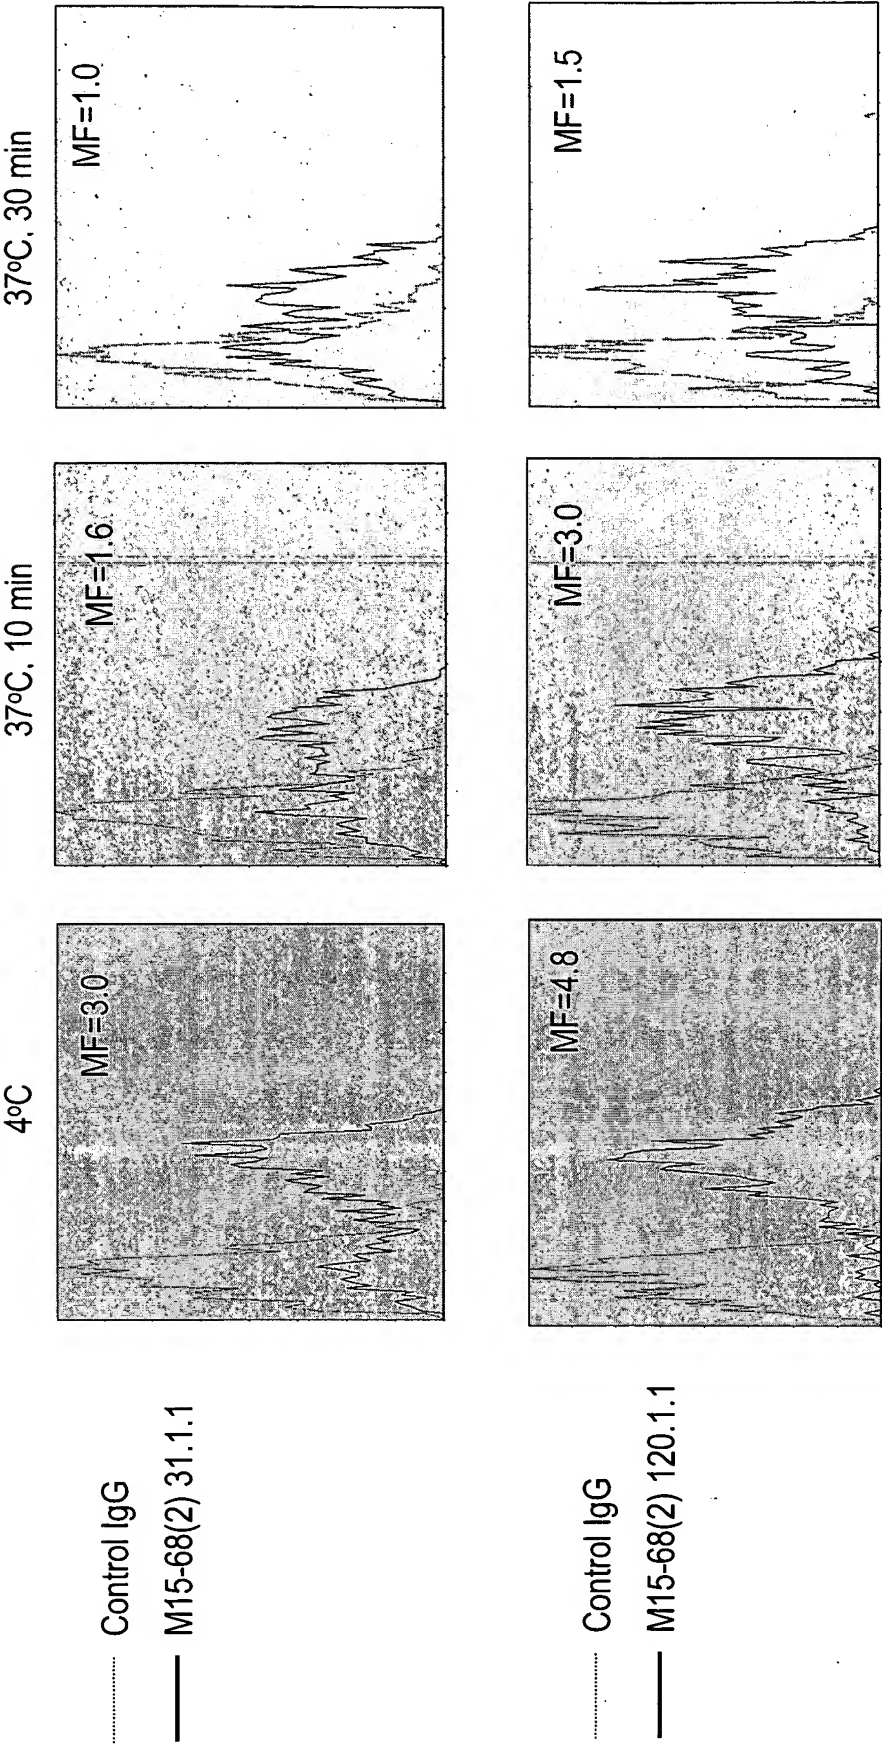 4ºC
37ºC, 10 min
37ºC, 30 min
Control IgG
M15-68(2) 31.1.1
MF=3.0
MF=1.6
MF=1.0
Control IgG
M15-68(2) 120.1.1
MF=4.8
MF=3.0
MF=1.5